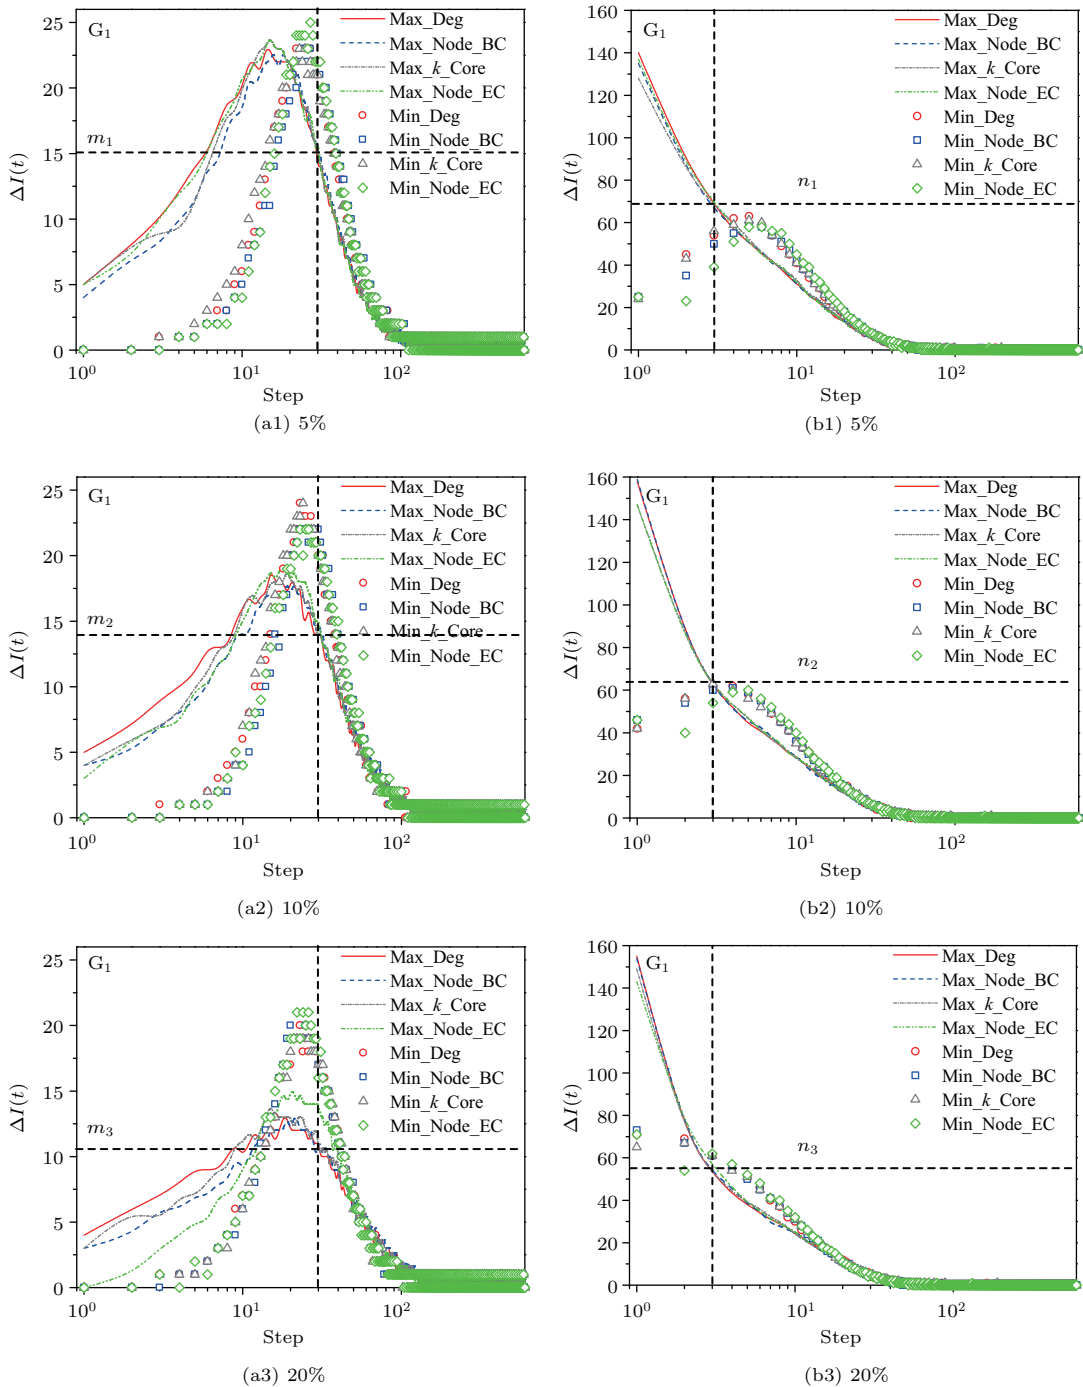 G1
Max_Deg
Max_Node_BC
Max_k_Core
Max_Node_EC
Min_Deg
Min_Node_BC
Min_k_Core
Min_Node_EC
m1
ΔI(t)
25
20
15
10
5
0
10^0
10^1
10^2
Step
(a1) 5%
G1
Max_Deg
Max_Node_BC
Max_k_Core
Max_Node_EC
Min_Deg
Min_Node_BC
Min_k_Core
Min_Node_EC
n1
ΔI(t)
160
140
120
100
80
60
40
20
0
10^0
10^1
10^2
Step
(b1) 5%
G1
Max_Deg
Max_Node_BC
Max_k_Core
Max_Node_EC
Min_Deg
Min_Node_BC
Min_k_Core
Min_Node_EC
m2
ΔI(t)
25
20
15
10
5
0
10^0
10^1
10^2
Step
(a2) 10%
G1
Max_Deg
Max_Node_BC
Max_k_Core
Max_Node_EC
Min_Deg
Min_Node_BC
Min_k_Core
Min_Node_EC
n2
ΔI(t)
160
140
120
100
80
60
40
20
0
10^0
10^1
10^2
Step
(b2) 10%
G1
Max_Deg
Max_Node_BC
Max_k_Core
Max_Node_EC
Min_Deg
Min_Node_BC
Min_k_Core
Min_Node_EC
m3
ΔI(t)
25
20
15
10
5
0
10^0
10^1
10^2
Step
(a3) 20%
G1
Max_Deg
Max_Node_BC
Max_k_Core
Max_Node_EC
Min_Deg
Min_Node_BC
Min_k_Core
Min_Node_EC
n3
ΔI(t)
160
140
120
100
80
60
40
20
0
10^0
10^1
10^2
Step
(b3) 20%